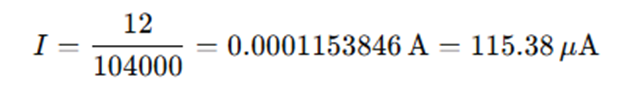 I = 12/104000 = 0.0001153846 A = 115.38 μA